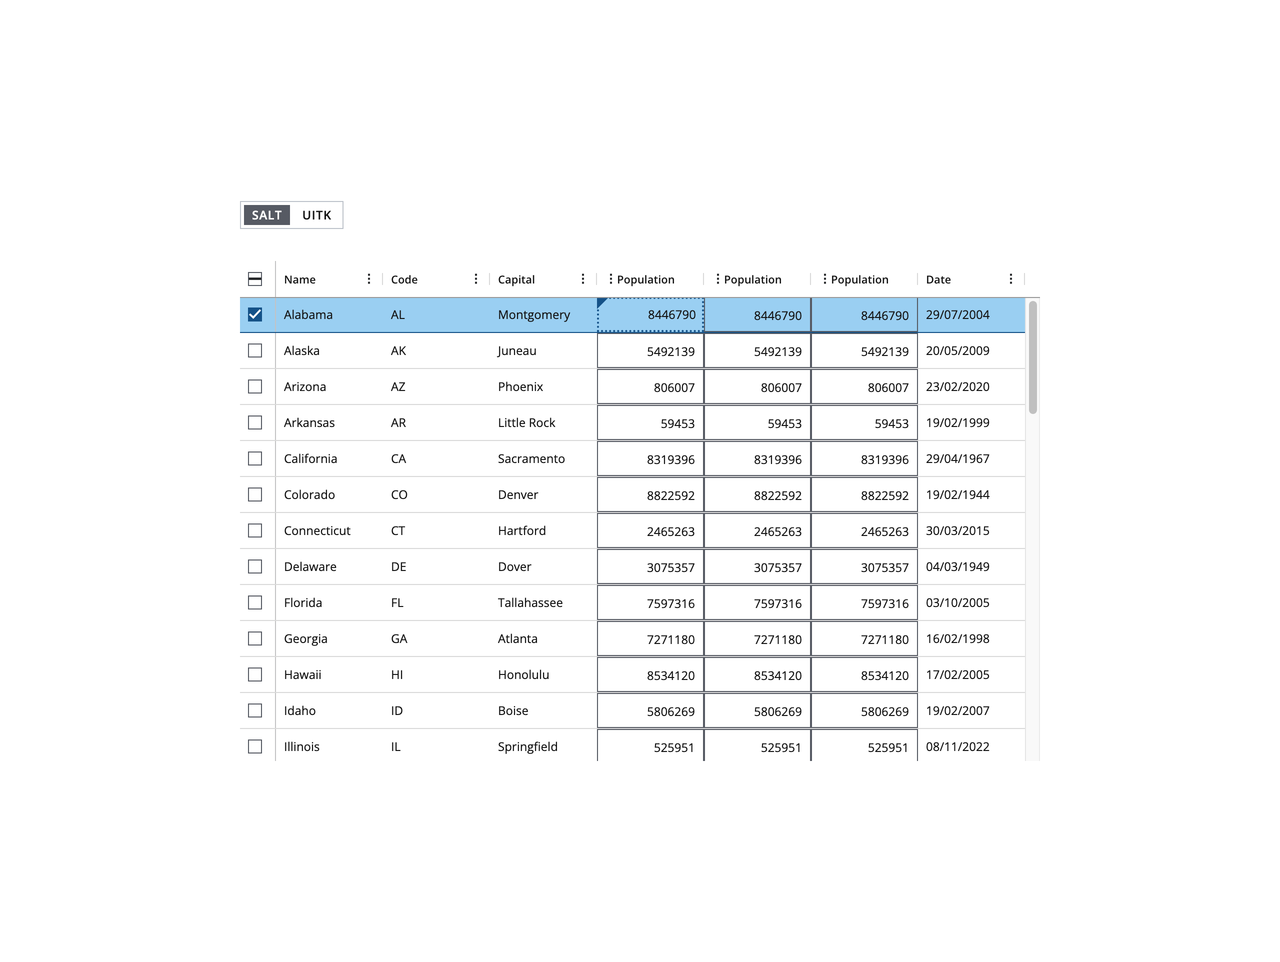 SALT UITK
Name Code Capital Population Population Population Date
Alabama AL Montgomery 8446790 8446790 8446790 29/07/2004
Alaska AK Juneau 5492139 5492139 5492139 20/05/2009
Arizona AZ Phoenix 806007 806007 806007 23/02/2020
Arkansas AR Little Rock 59453 59453 59453 19/02/1999
California CA Sacramento 8319396 8319396 8319396 29/04/1967
Colorado CO Denver 8822592 8822592 8822592 19/02/1944
Connecticut CT Hartford 2465263 2465263 2465263 30/03/2015
Delaware DE Dover 3075357 3075357 3075357 04/03/1949
Florida FL Tallahassee 7597316 7597316 7597316 03/10/2005
Georgia GA Atlanta 7271180 7271180 7271180 16/02/1998
Hawaii HI Honolulu 8534120 8534120 8534120 17/02/2005
Idaho ID Boise 5806269 5806269 5806269 19/02/2007
Illinois IL Springfield 525951 525951 525951 08/11/2022